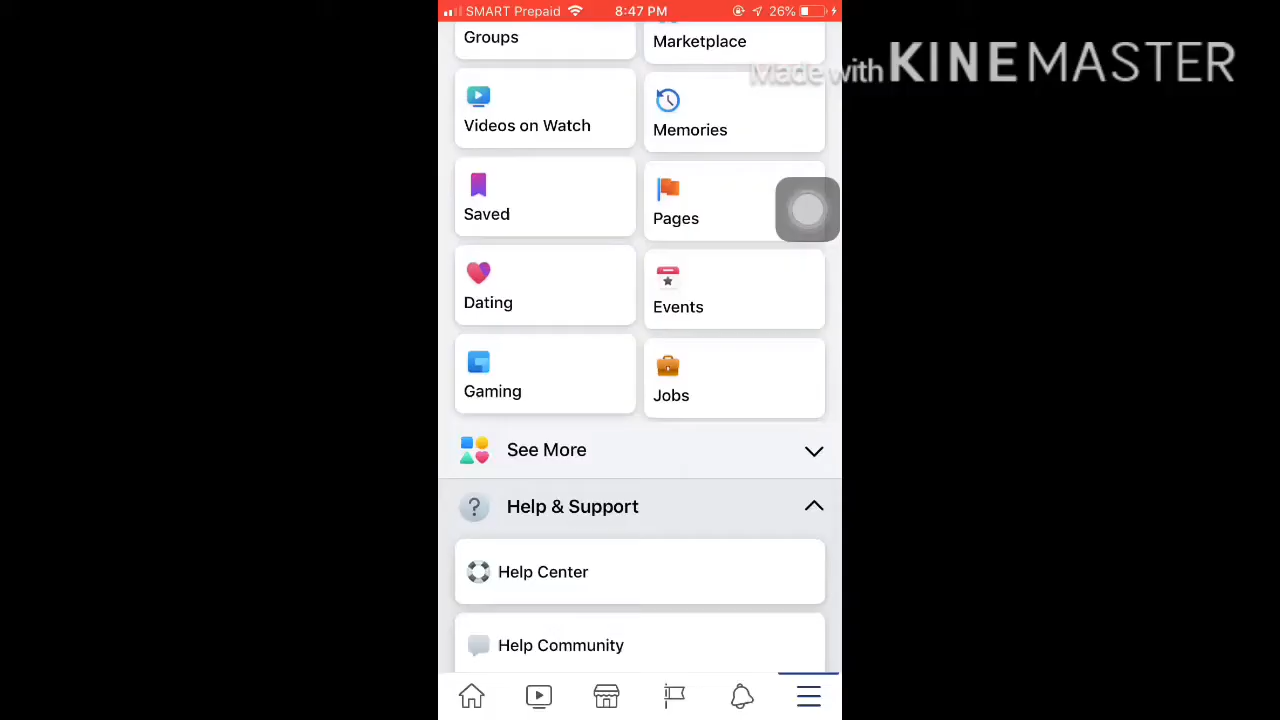 SMART Prepaid 8:47 PM 26%
Groups
Marketplace
Made with KINEMASTER
Videos on Watch
Memories
Saved
Pages
Dating
Events
Gaming
Jobs
See More
? Help & Support
Help Center
Help Community